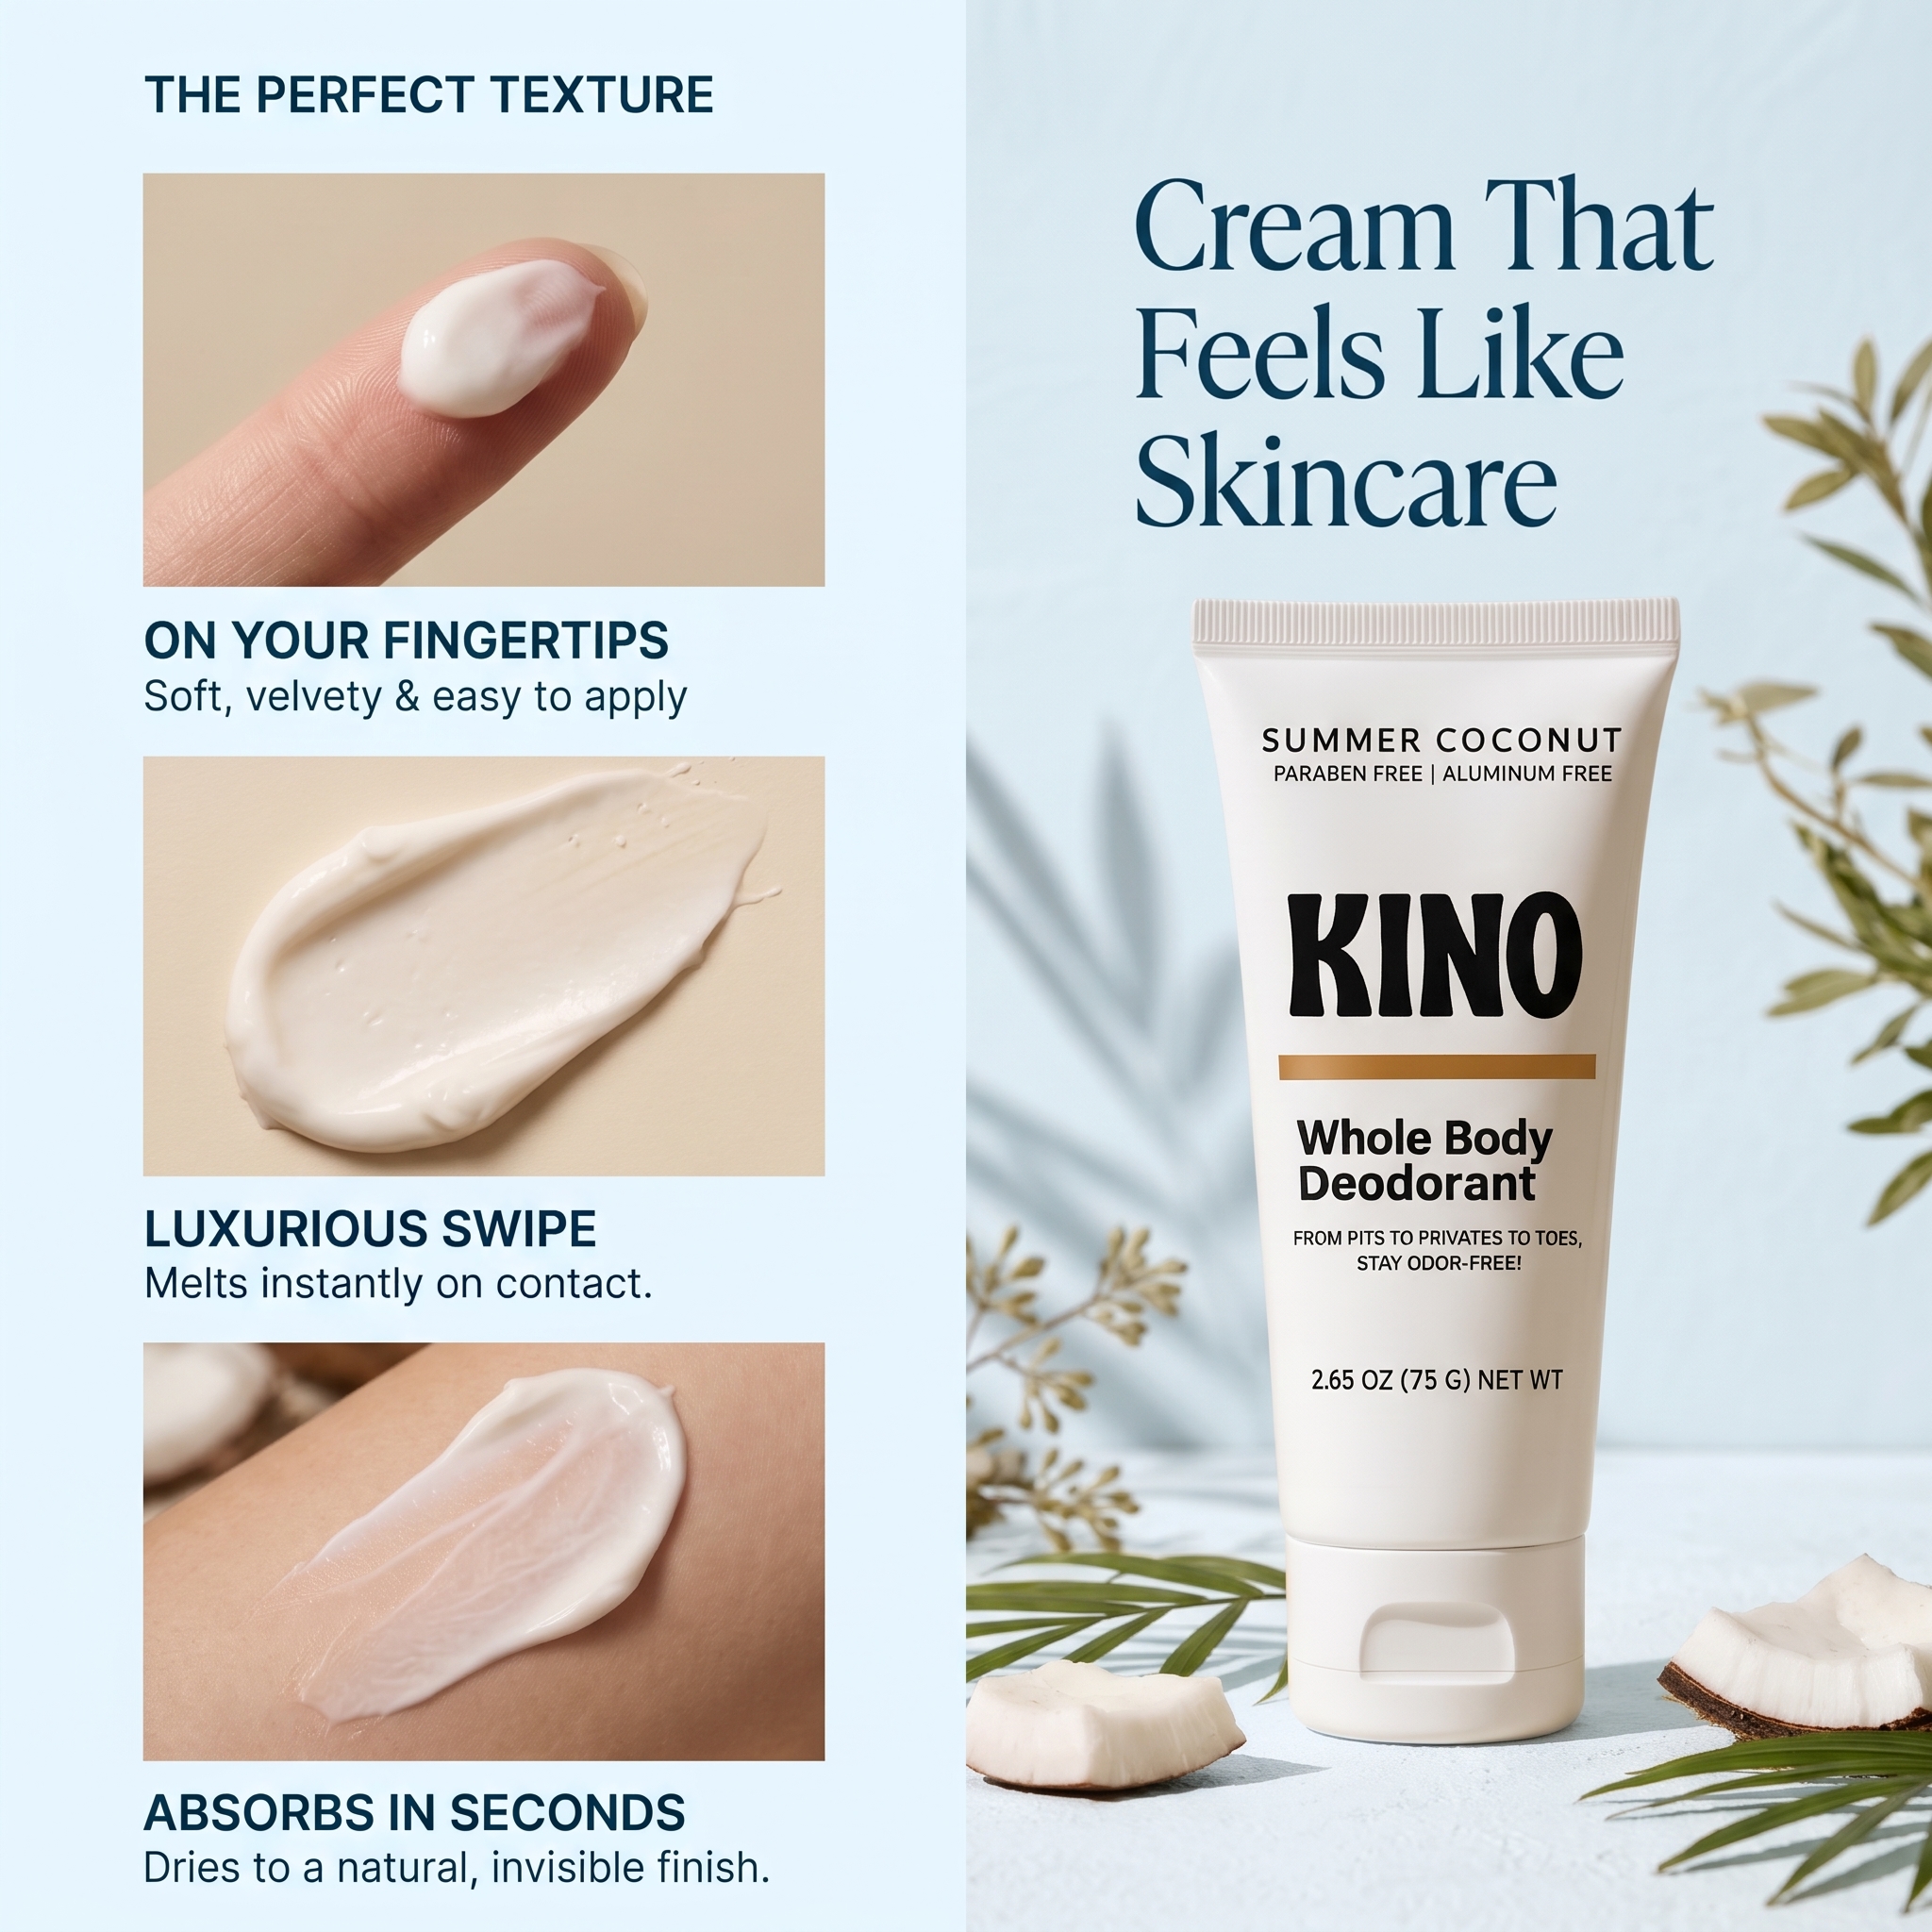 THE PERFECT TEXTURE
ON YOUR FINGERTIPS
Soft, velvety & easy to apply
LUXURIOUS SWIPE
Melts instantly on contact.
ABSORBS IN SECONDS
Dries to a natural, invisible finish.
Cream That
Feels Like
Skincare
SUMMER COCONUT
PARABEN FREE | ALUMINUM FREE
KINO
Whole Body
Deodorant
FROM PITS TO PRIVATES TO TOES,
STAY ODOR-FREE!
2.65 OZ (75 G) NET WT